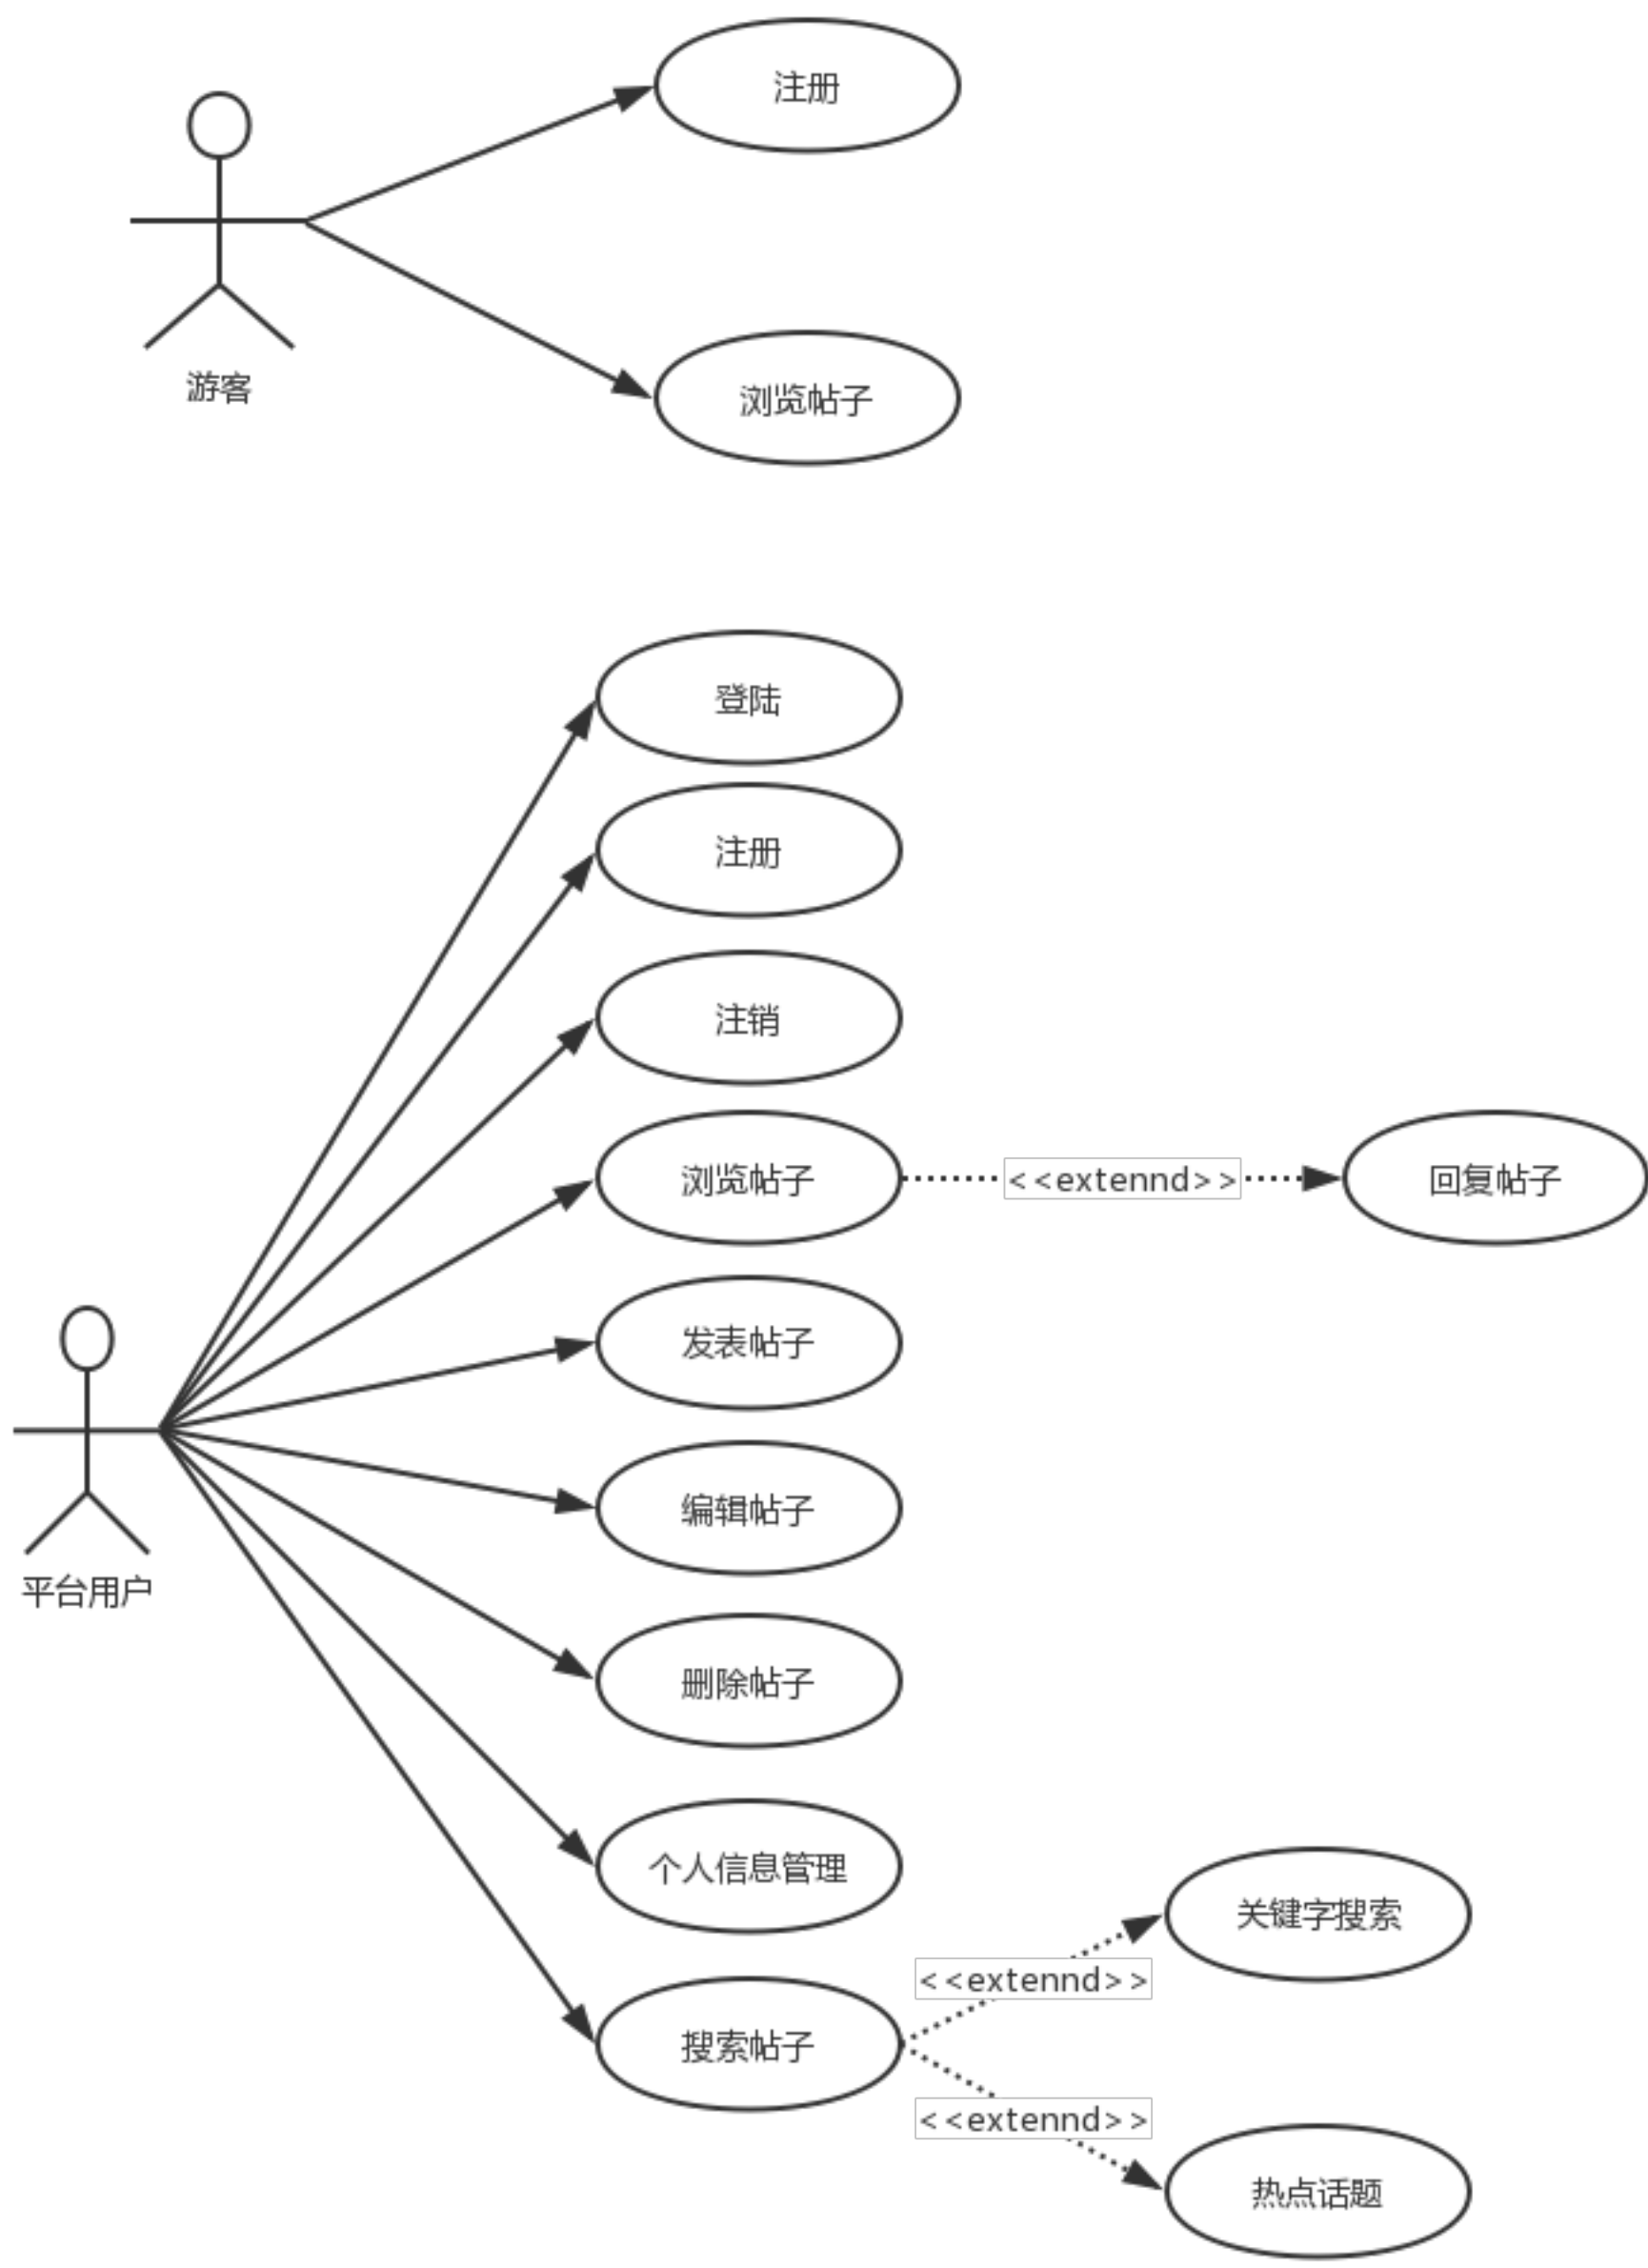 注册
游客
浏览帖子
登陆
注册
注销
浏览帖子
<<extennd>>
回复帖子
发表帖子
编辑帖子
平台用户
删除帖子
个人信息管理
关键字搜索
<<extennd>>
搜索帖子
<<extennd>>
热点话题